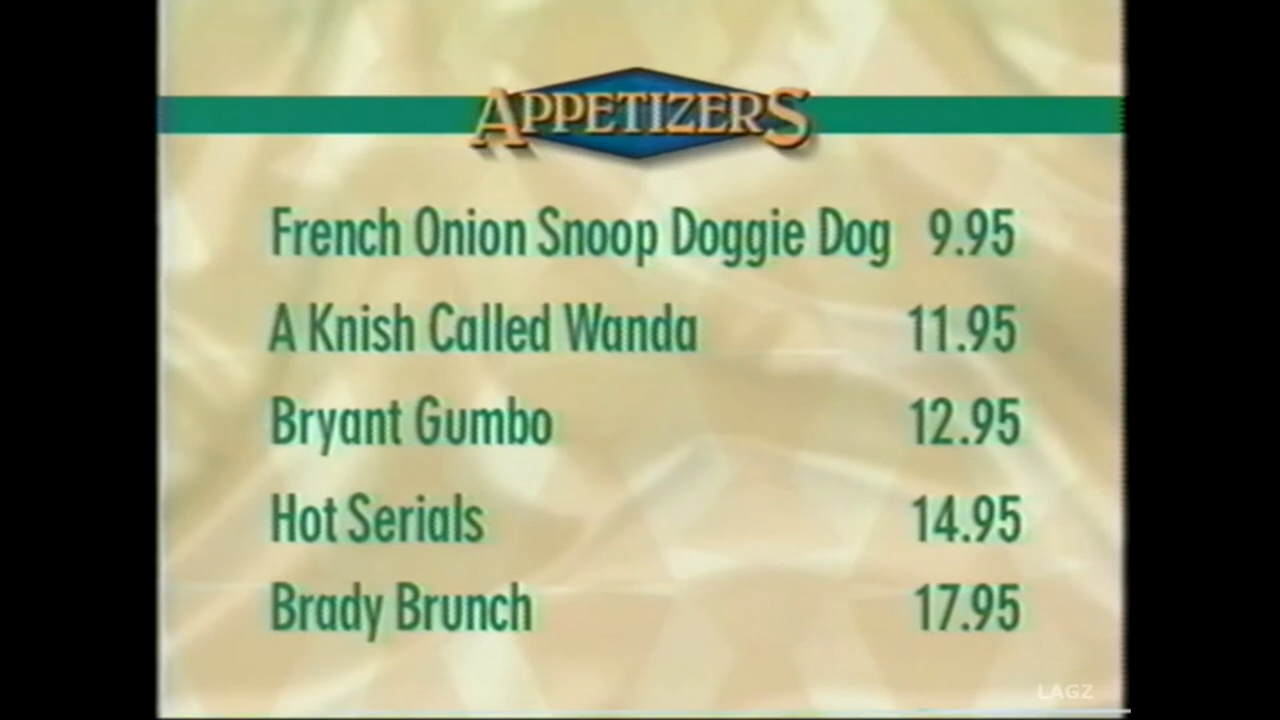 APPETIZERS
French Onion Snoop Doggie Dog 9.95
A Knish Called Wanda 11.95
Bryant Gumbo 12.95
Hot Serials 14.95
Brady Brunch 17.95
LAGZ